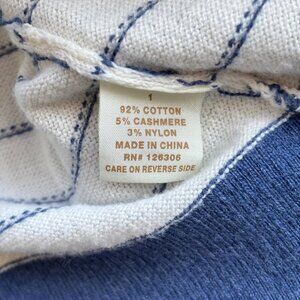 1
92% COTTON
5% CASHMERE
3% NYLON
MADE IN CHINA
RN# 126306
CARE ON REVERSE SIDE